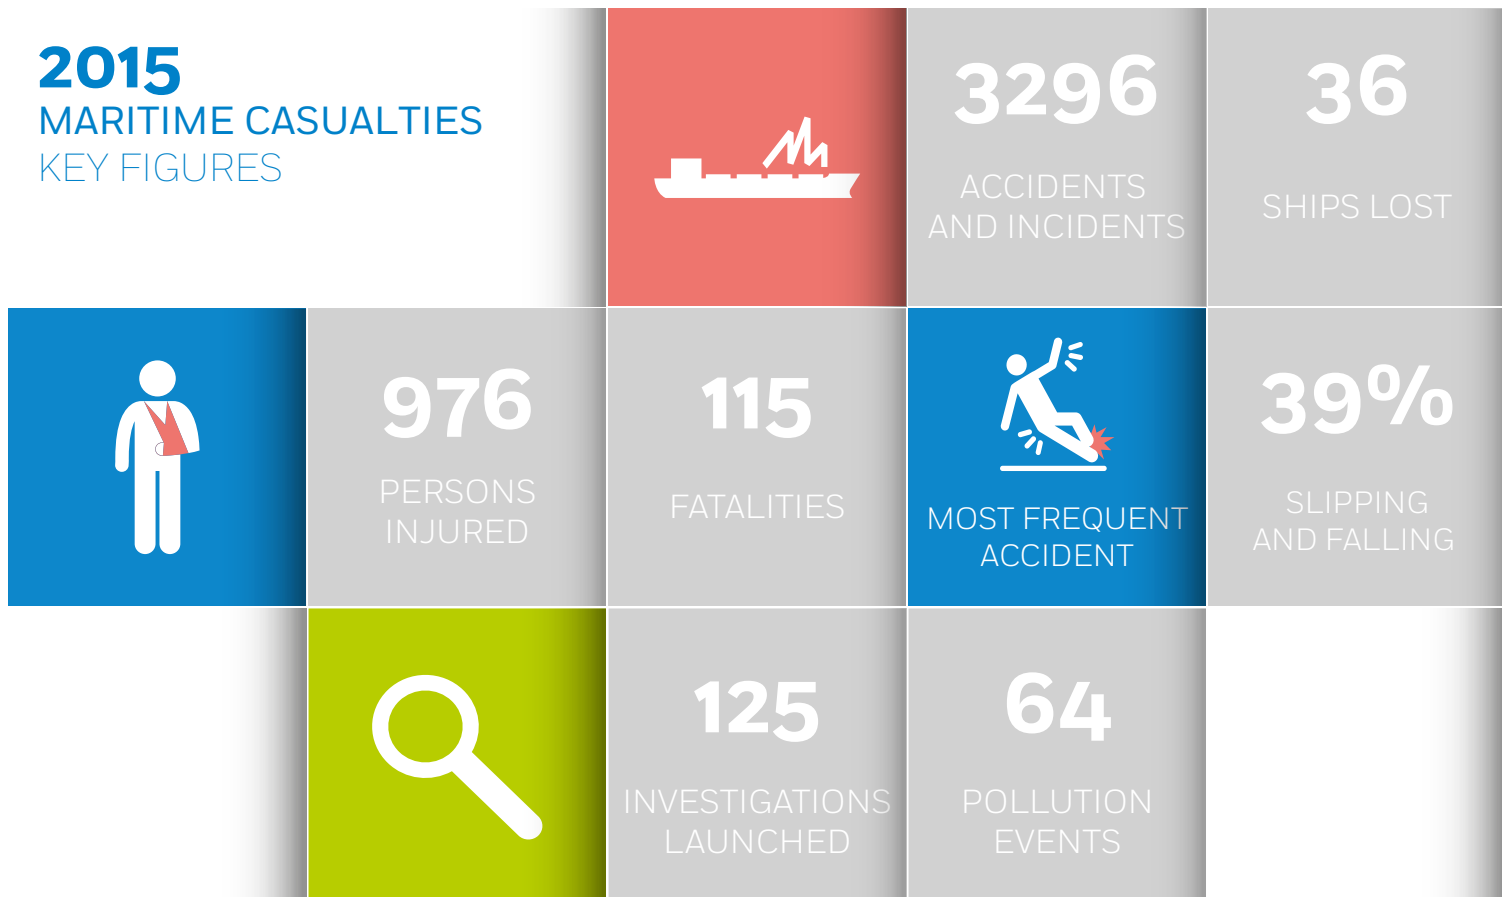 2015
MARITIME CASUALTIES
KEY FIGURES
3296
ACCIDENTS
AND INCIDENTS
36
SHIPS LOST
976
PERSONS
INJURED
115
FATALITIES
MOST FREQUENT
ACCIDENT
39%
SLIPPING
AND FALLING
125
INVESTIGATIONS
LAUNCHED
64
POLLUTION
EVENTS